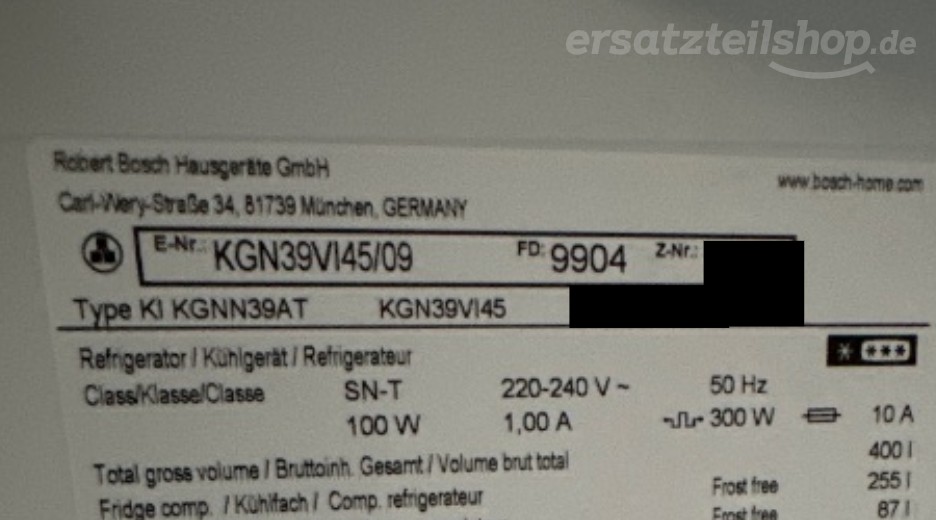 ersatzteilshop.de
Robert Bosch Hausgeräte GmbH
www.bosch-home.com
Carl-Wery-Straße 34, 81739 München, GERMANY
E-Nr.: KGN39VI45/09 FD: 9904 Z-Nr.:
Type KI KGNN39AT KGN39VI45
Refrigerator / Kühlgerät / Refrigerateur
Class/Klasse/Classe SN-T 220-240 V ~ 50 Hz
100 W 1,00 A 300 W 10 A
Total gross volume / Bruttoinh. Gesamt / Volume brut total 400 l
Fridge comp. / Kühlfach / Comp. refrigerateur Frost free 255 l
Frost free 87 l